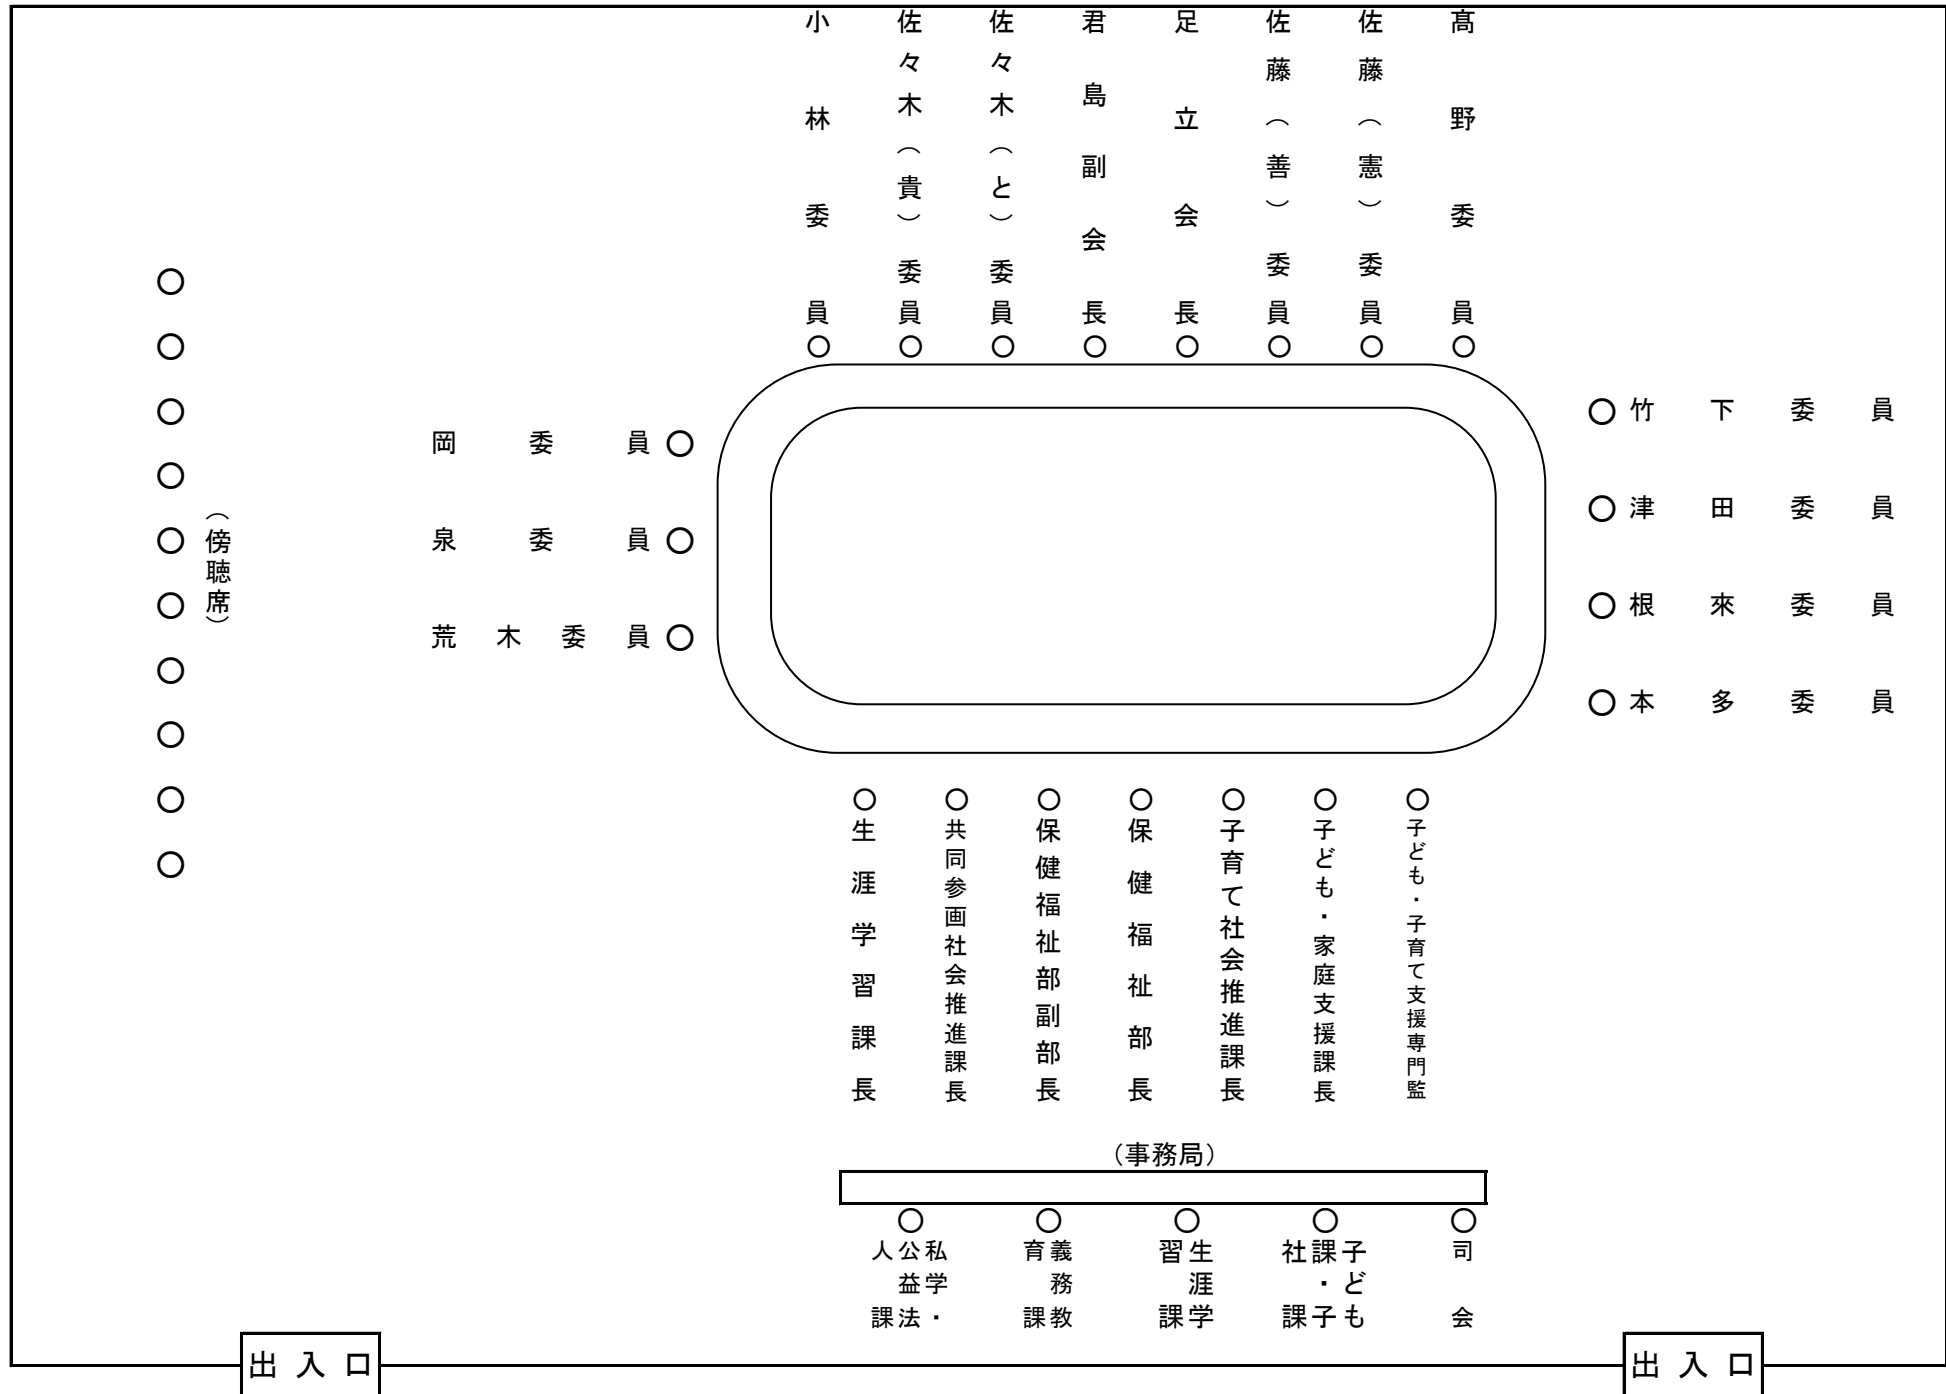 小林委員
佐々木（貴）委員
佐々木（と）委員
君島副会長
足立会長
佐藤（善）委員
佐藤（憲）委員
髙野委員
（傍聴席）
岡委員
泉委員
荒木委員
竹下委員
津田委員
根來委員
本多委員
生涯学習課長
共同参画社会推進課長
保健福祉部副部長
保健福祉部長
子育て社会推進課長
子ども・家庭支援課長
子ども・子育て支援専門監
（事務局）
私学・
公益法
人課
義務教
育課
生涯学
習課
子ども
課・子
社課
司会
出入口
出入口